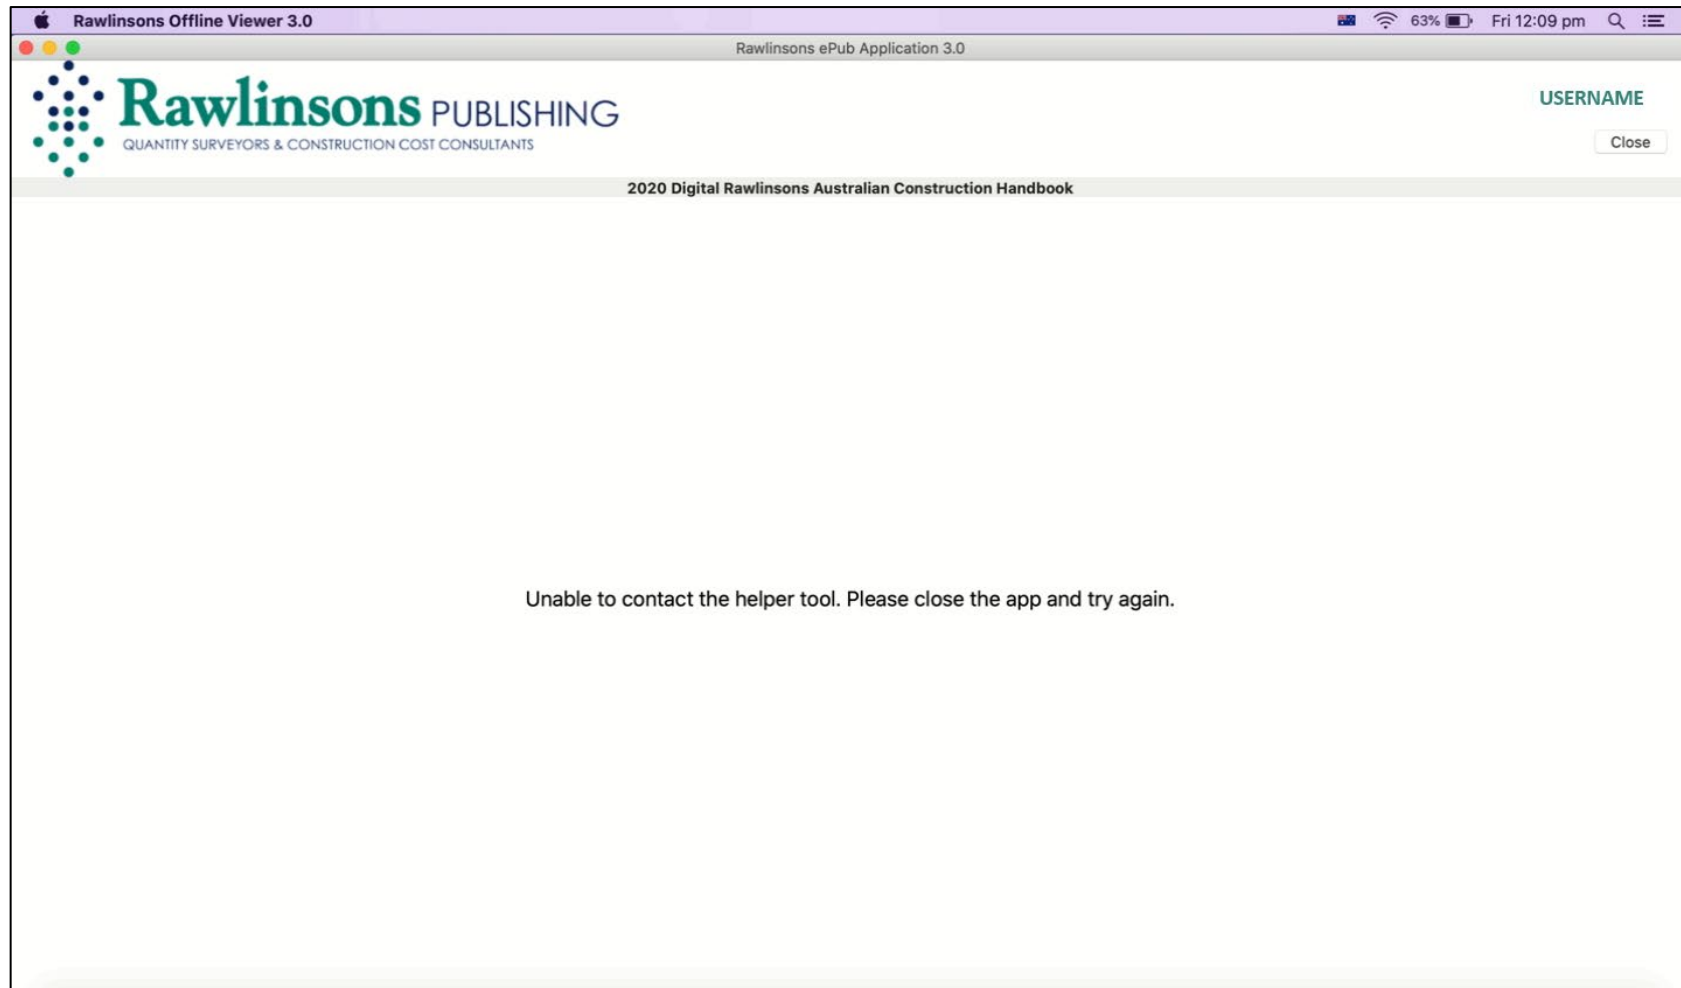 Rawlinsons Offline Viewer 3.0
63% Fri 12:09 pm
Rawlinsons ePub Application 3.0
Rawlinsons PUBLISHING
QUANTITY SURVEYORS & CONSTRUCTION COST CONSULTANTS
USERNAME
Close
2020 Digital Rawlinsons Australian Construction Handbook
Unable to contact the helper tool. Please close the app and try again.